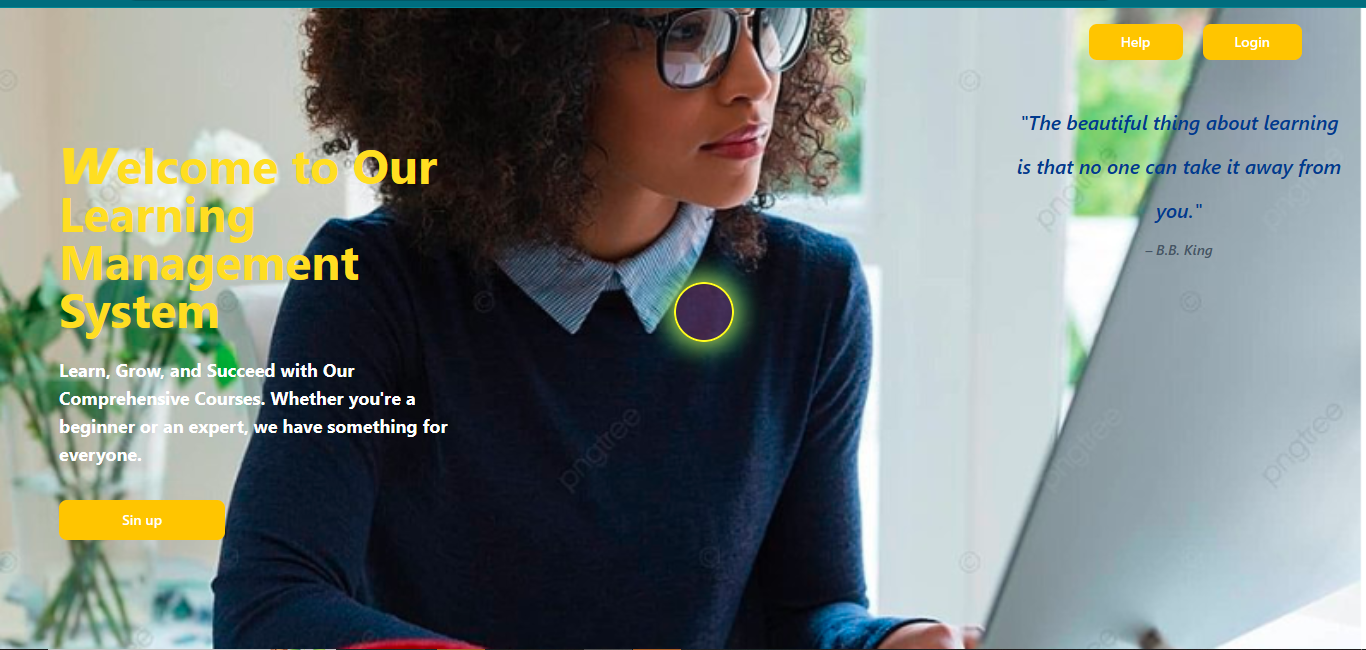 Help
Login
"The beautiful thing about learning
is that no one can take it away from
you."
– B.B. King
Welcome to Our
Learning
Management
System
Learn, Grow, and Succeed with Our
Comprehensive Courses. Whether you're a
beginner or an expert, we have something for
everyone.
Sin up
pngtree
pngtree
pngtree